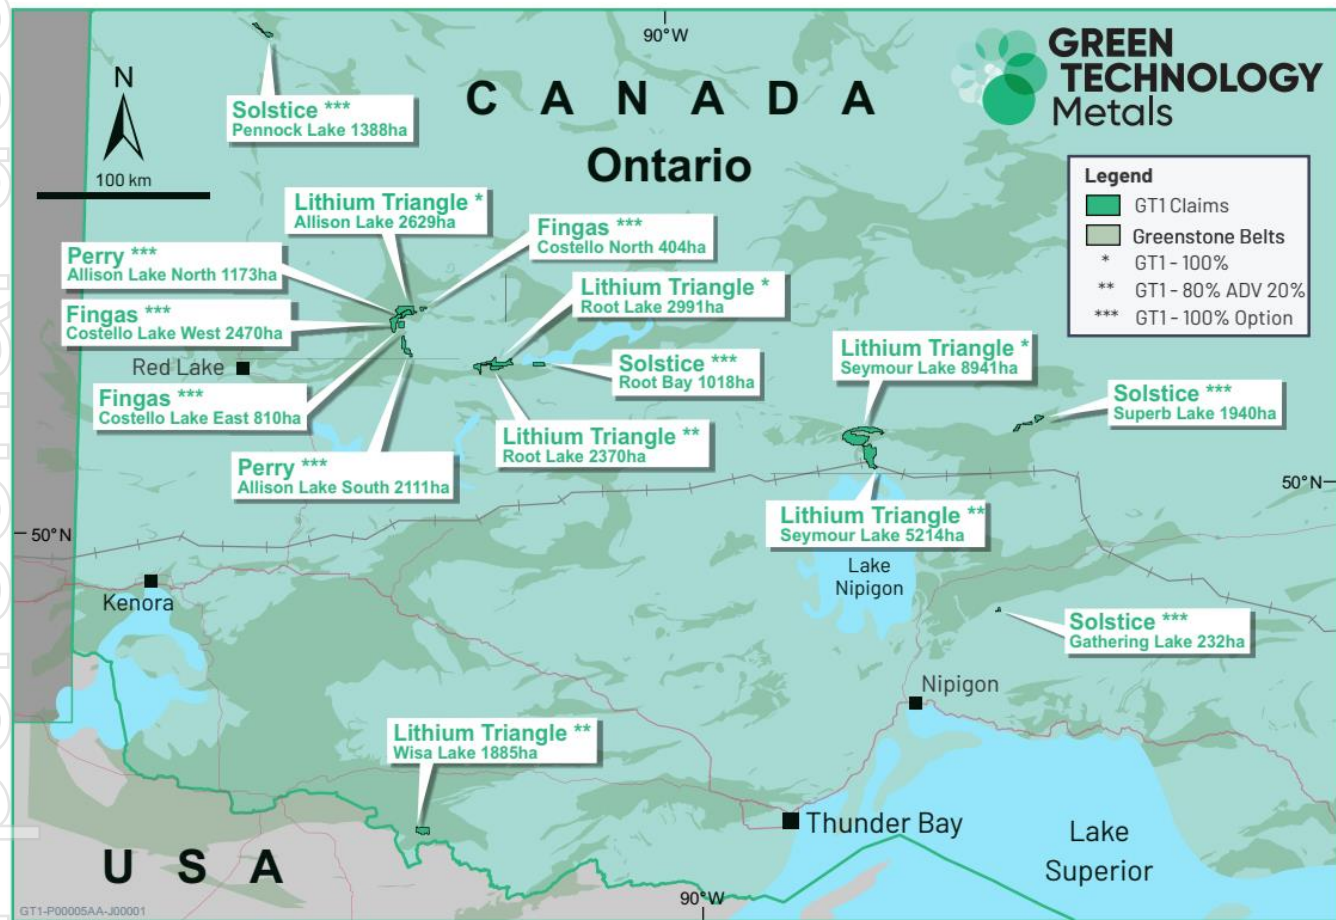 90°W
GREEN
TECHNOLOGY
Metals
N
100 km
CANADA
Ontario
Solstice ***
Pennock Lake 1388ha
Legend
GT1 Claims
Greenstone Belts
* GT1 - 100%
** GT1 - 80% ADV 20%
*** GT1 - 100% Option
Lithium Triangle *
Allison Lake 2629ha
Fingas ***
Costello North 404ha
Perry ***
Allison Lake North 1173ha
Lithium Triangle *
Root Lake 2991ha
Fingas ***
Costello Lake West 2470ha
Red Lake
Solstice ***
Root Bay 1018ha
Lithium Triangle *
Seymour Lake 8941ha
Fingas ***
Costello Lake East 810ha
Solstice ***
Superb Lake 1940ha
Lithium Triangle **
Root Lake 2370ha
Perry ***
Allison Lake South 2111ha
50°N
50°N
Lithium Triangle **
Seymour Lake 5214ha
Lake
Nipigon
Kenora
Solstice ***
Gathering Lake 232ha
Nipigon
Lithium Triangle **
Wisa Lake 1885ha
Thunder Bay
Lake
Superior
USA
90°W
GT1-P00005AA-J00001